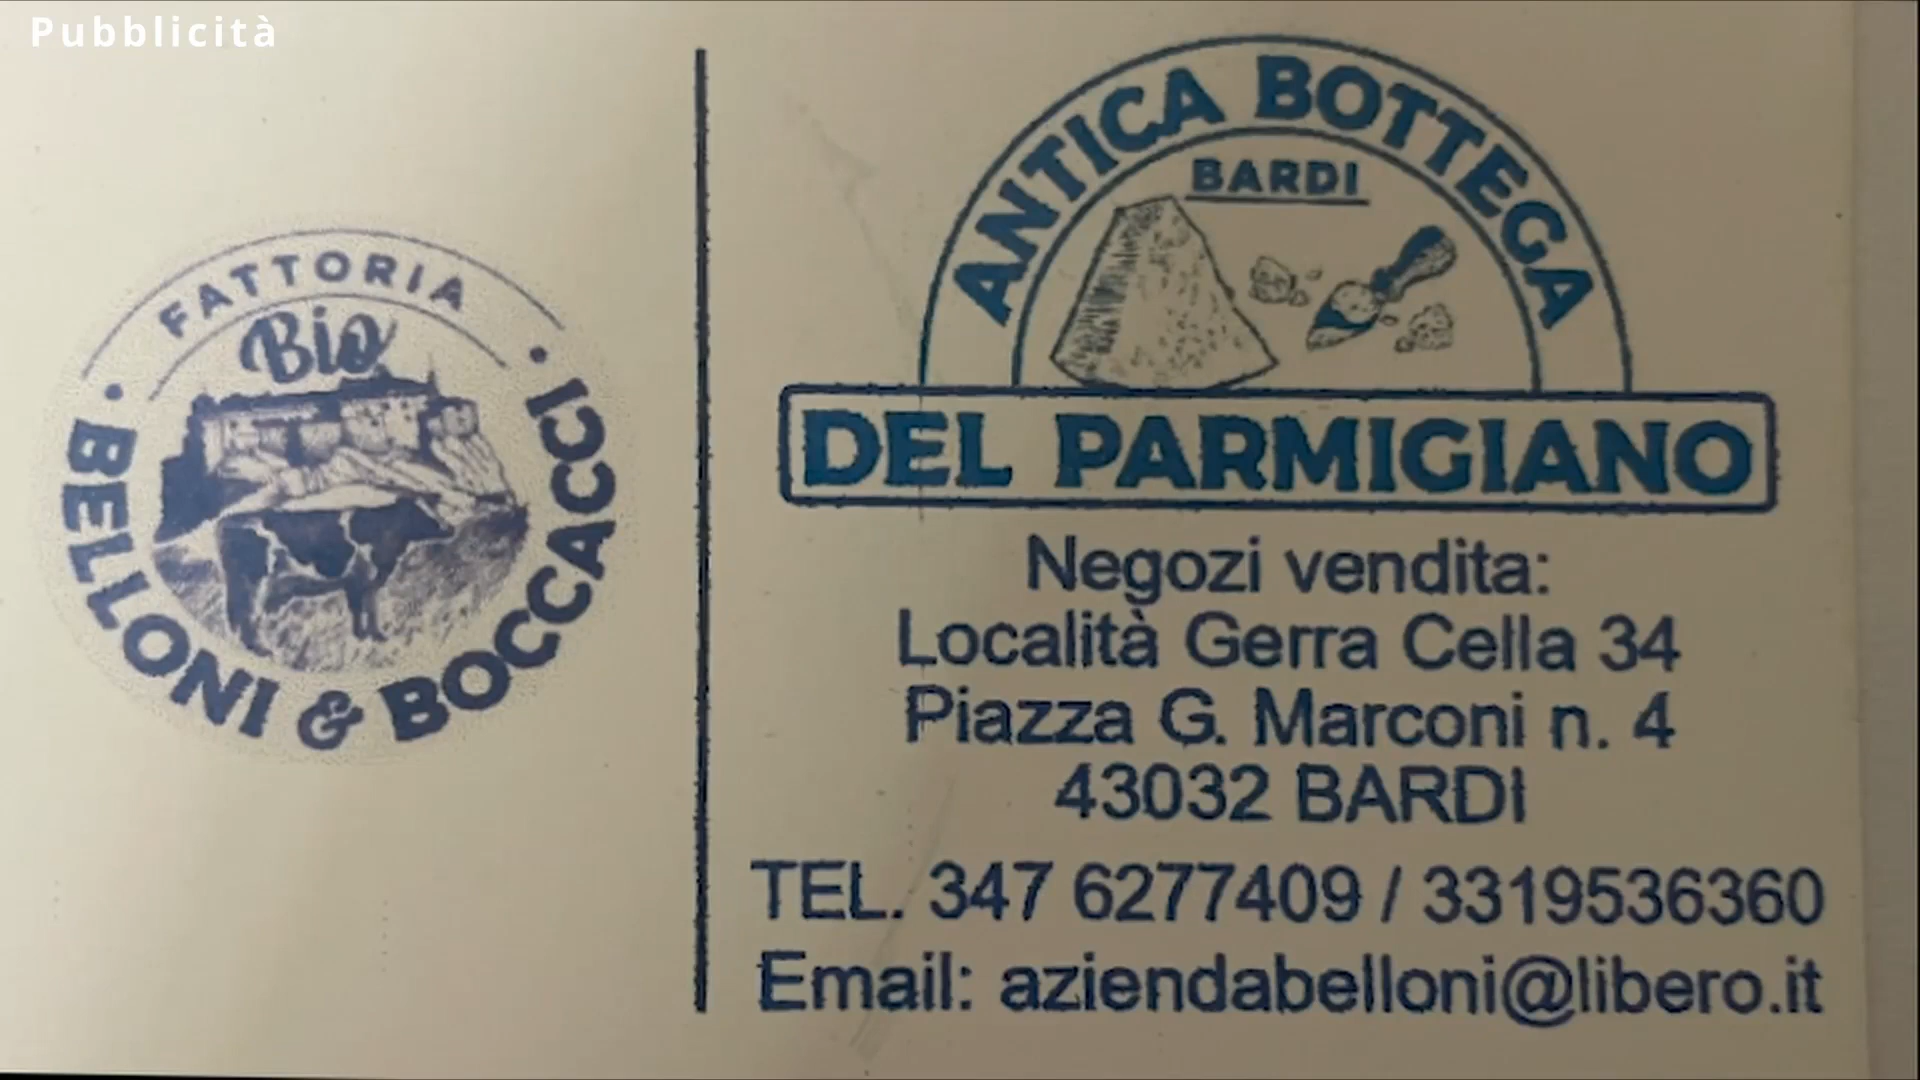 Pubblicità
FATTORIA
Bio
BELLONI & BOCCACCI
ANTICA BOTTEGA
BARDI
DEL PARMIGIANO
Negozi vendita:
Località Gerra Cella 34
Piazza G. Marconi n. 4
43032 BARDI
TEL. 347 6277409 / 3319536360
Email: aziendabelloni@libero.it